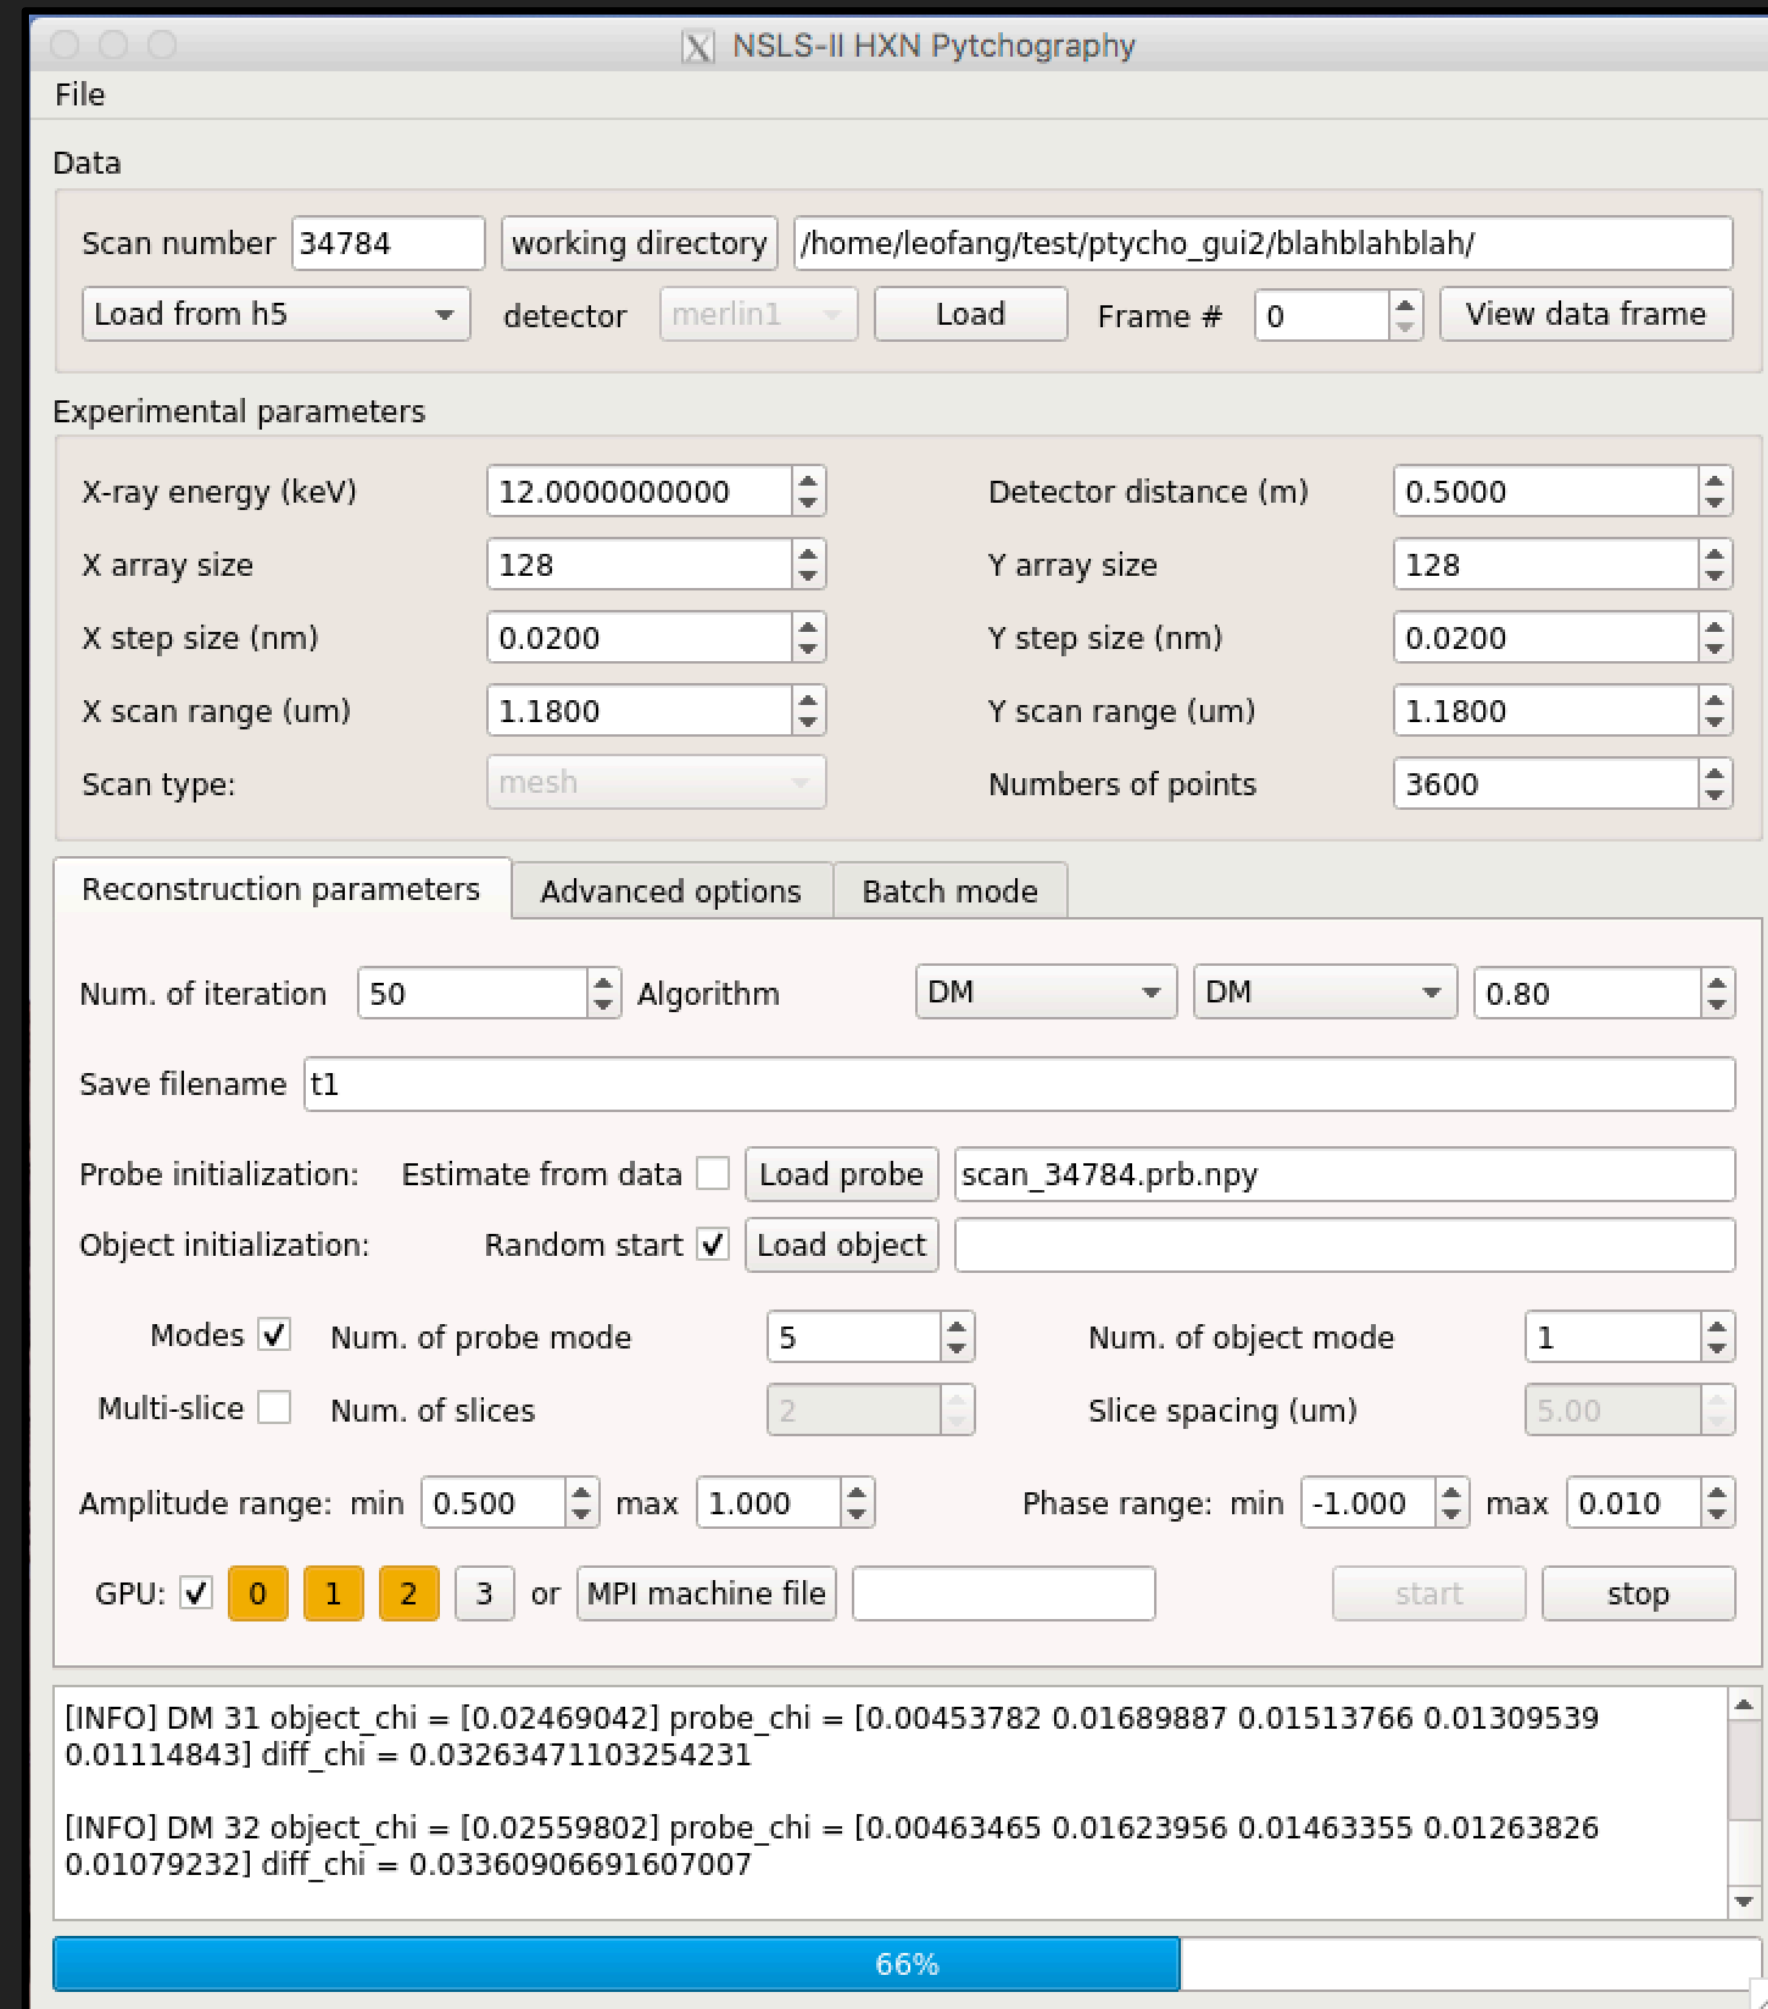 NSLS-II HXN Pytchography
File
Data
Scan number 34784 working directory /home/leofang/test/ptycho_gui2/blahblahblah/
Load from h5 detector merlin1 Load Frame # 0 View data frame
Experimental parameters
X-ray energy (keV) 12.0000000000 Detector distance (m) 0.5000
X array size 128 Y array size 128
X step size (nm) 0.0200 Y step size (nm) 0.0200
X scan range (um) 1.1800 Y scan range (um) 1.1800
Scan type: mesh Numbers of points 3600
Reconstruction parameters Advanced options Batch mode
Num. of iteration 50 Algorithm DM DM 0.80
Save filename t1
Probe initialization: Estimate from data Load probe scan_34784.prb.npy
Object initialization: Random start Load object
Modes Num. of probe mode 5 Num. of object mode 1
Multi-slice Num. of slices 2 Slice spacing (um) 5.00
Amplitude range: min 0.500 max 1.000 Phase range: min -1.000 max 0.010
GPU: 0 1 2 3 or MPI machine file start stop
[INFO] DM 31 object_chi = [0.02469042] probe_chi = [0.00453782 0.01689887 0.01513766 0.01309539
0.01114843] diff_chi = 0.03263471103254231
[INFO] DM 32 object_chi = [0.02559802] probe_chi = [0.00463465 0.01623956 0.01463355 0.01263826
0.01079232] diff_chi = 0.03360906691607007
66%